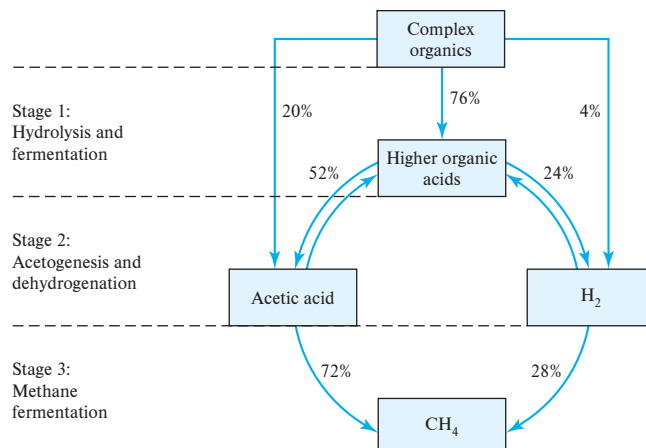 Complex
organics
Stage 1:
Hydrolysis and
fermentation
20%
76%
4%
Higher organic
acids
52%
24%
Stage 2:
Acetogenesis and
dehydrogenation
Acetic acid
H₂
Stage 3:
Methane
fermentation
72%
28%
CH₄